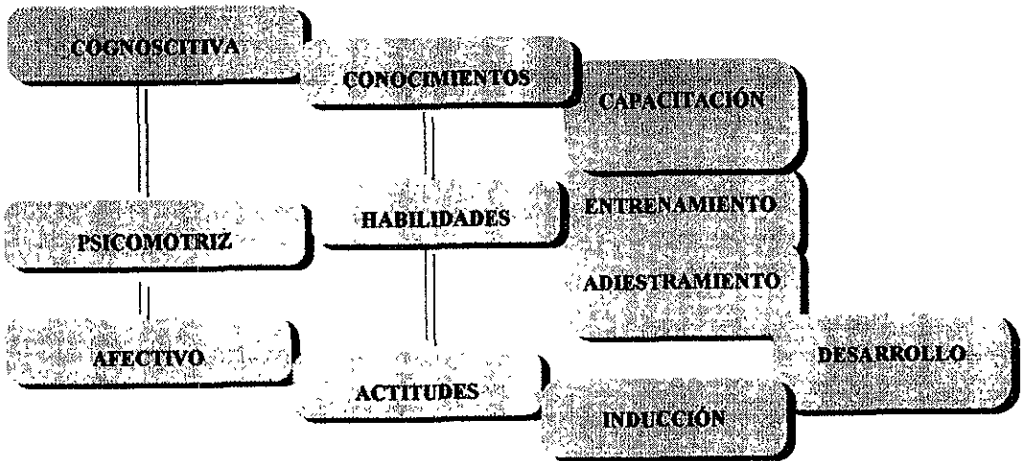 COGNOSCITIVA
CONOCIMIENTOS
CAPACITACIÓN
PSICOMOTRIZ
HABILIDADES
ENTRENAMIENTO
ADIESTRAMIENTO
AFECTIVO
ACTITUDES
INDUCCIÓN
DESARROLLO